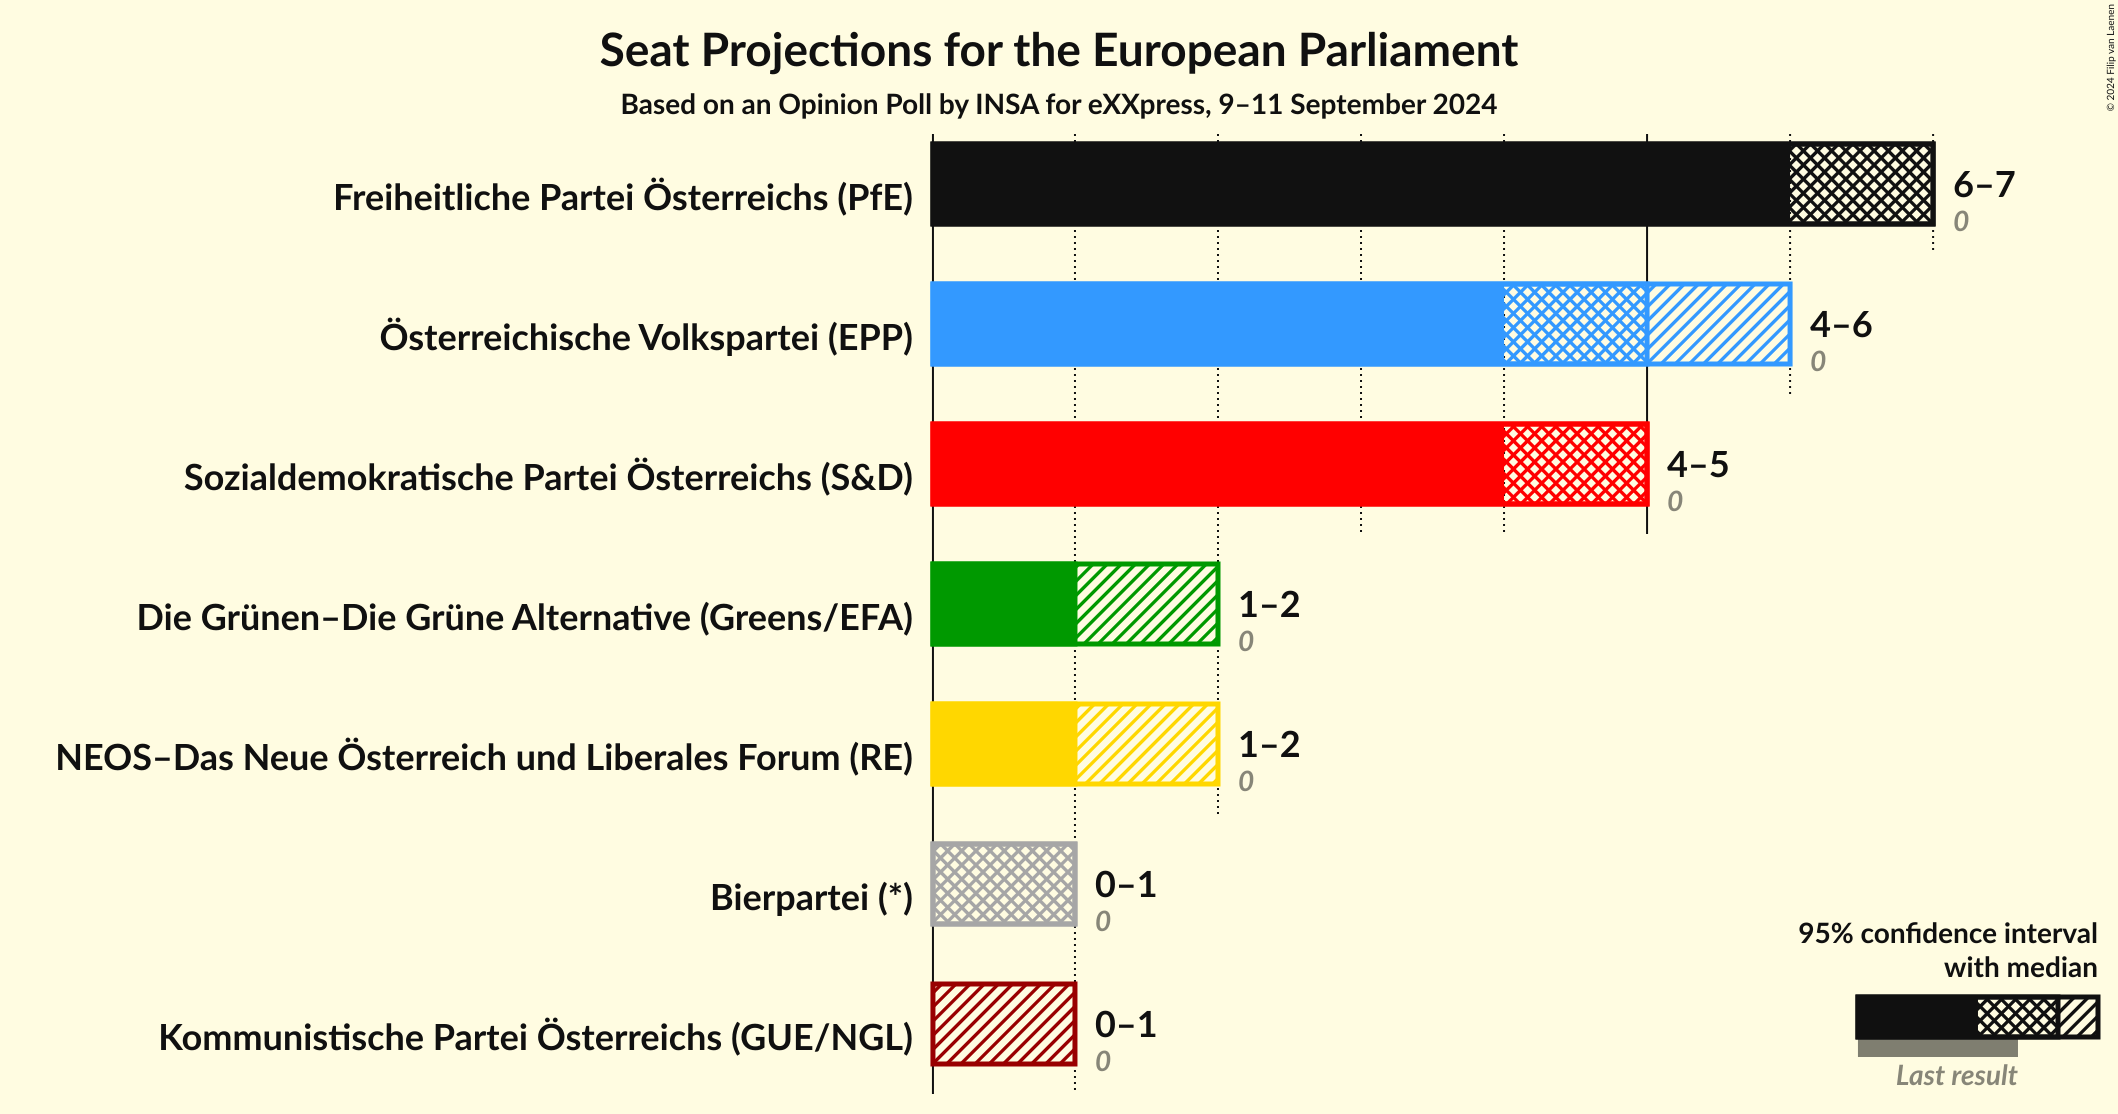 Seat Projections for the European Parliament
Based on an Opinion Poll by INSA for eXXpress, 9–11 September 2024
© 2024 Filip van Laenen
Freiheitliche Partei Österreichs (PfE)
6–7
0
Österreichische Volkspartei (EPP)
4–6
0
Sozialdemokratische Partei Österreichs (S&D)
4–5
0
Die Grünen–Die Grüne Alternative (Greens/EFA)
1–2
0
NEOS–Das Neue Österreich und Liberales Forum (RE)
1–2
0
Bierpartei (*)
0–1
0
Kommunistische Partei Österreichs (GUE/NGL)
0–1
0
95% confidence interval
with median
Last result